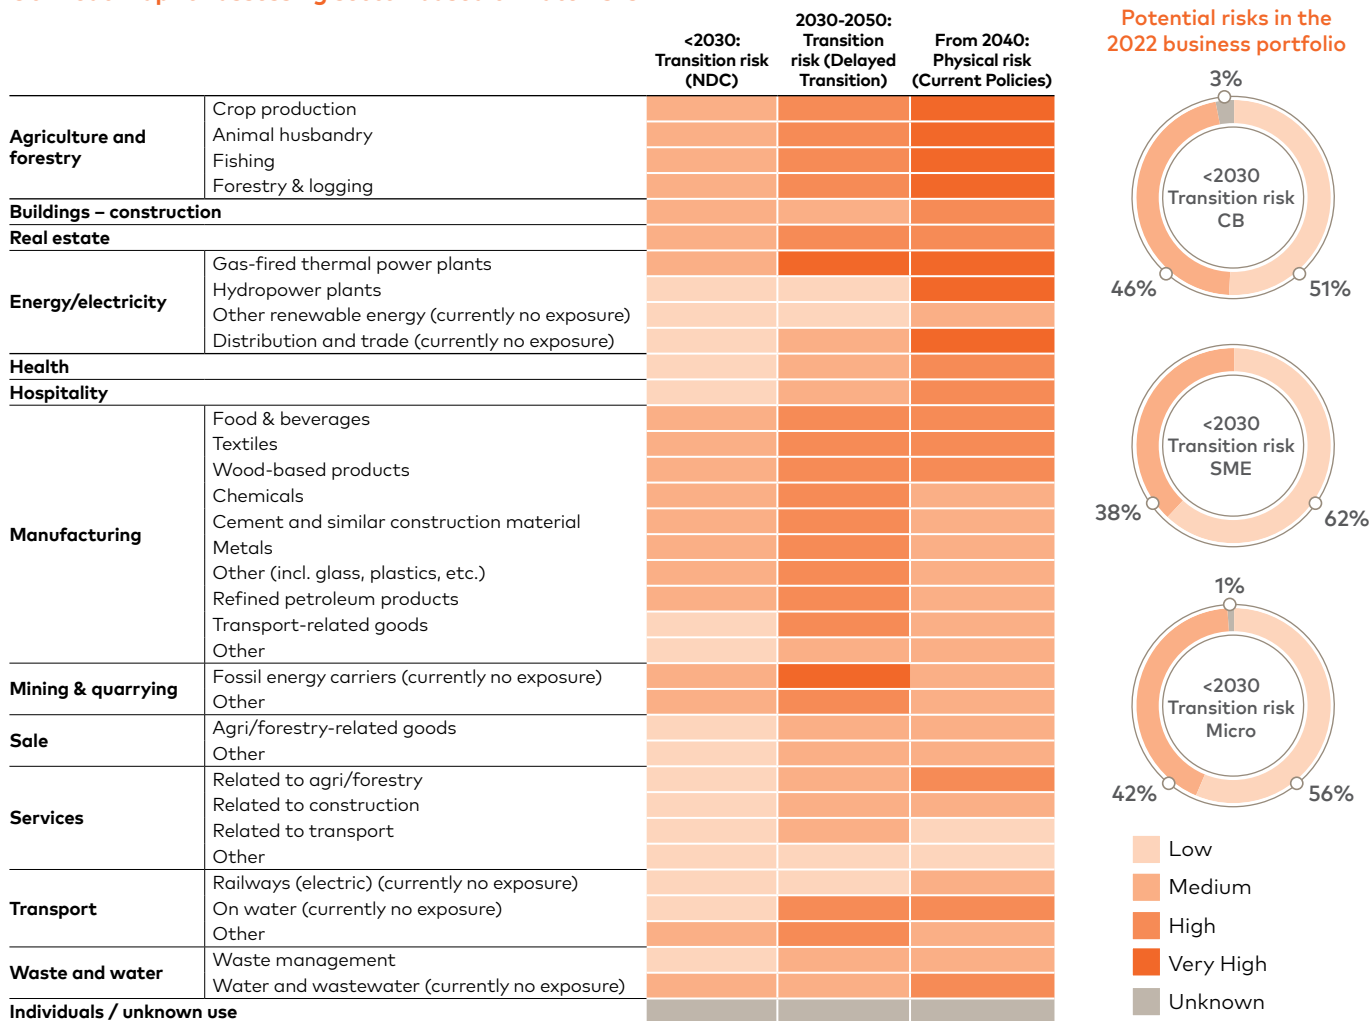 <2030:
Transition risk
(NDC)
2030-2050:
Transition
risk (Delayed
Transition)
From 2040:
Physical risk
(Current Policies)
Agriculture and
forestry
Crop production
Animal husbandry
Fishing
Forestry & logging
Buildings – construction
Real estate
Energy/electricity
Gas-fired thermal power plants
Hydropower plants
Other renewable energy (currently no exposure)
Distribution and trade (currently no exposure)
Health
Hospitality
Manufacturing
Food & beverages
Textiles
Wood-based products
Chemicals
Cement and similar construction material
Metals
Other (incl. glass, plastics, etc.)
Refined petroleum products
Transport-related goods
Other
Mining & quarrying
Fossil energy carriers (currently no exposure)
Other
Sale
Agri/forestry-related goods
Other
Services
Related to agri/forestry
Related to construction
Related to transport
Other
Transport
Railways (electric) (currently no exposure)
On water (currently no exposure)
Other
Waste and water
Waste management
Water and wastewater (currently no exposure)
Individuals / unknown use
Potential risks in the
2022 business portfolio
3%
<2030
Transition risk
CB
46%
51%
<2030
Transition risk
SME
38%
62%
1%
<2030
Transition risk
Micro
42%
56%
Low
Medium
High
Very High
Unknown